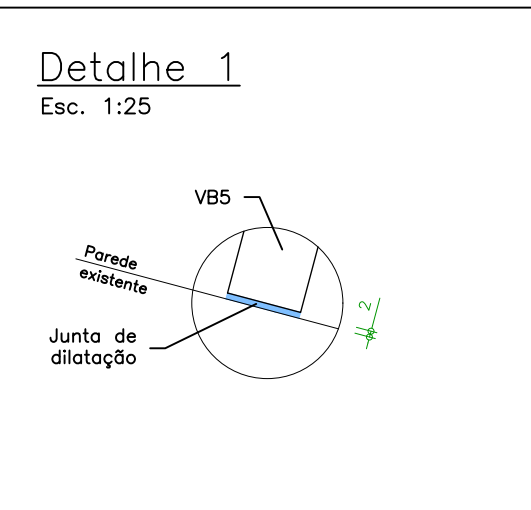 Detalhe 1
Esc. 1:25
VB5
Parede
existente
2
Junta de
dilatação